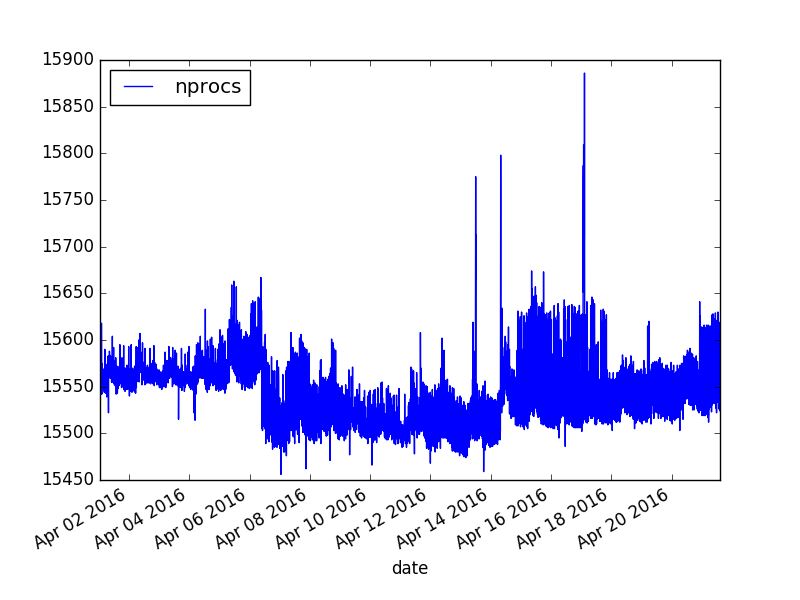 15900
nprocs
15850
15800
15750
15700
15650
15600
15550
15500
15450
Apr 02 2016
Apr 04 2016
Apr 06 2016
Apr 08 2016
Apr 10 2016
Apr 12 2016
Apr 14 2016
Apr 16 2016
Apr 18 2016
Apr 20 2016
date